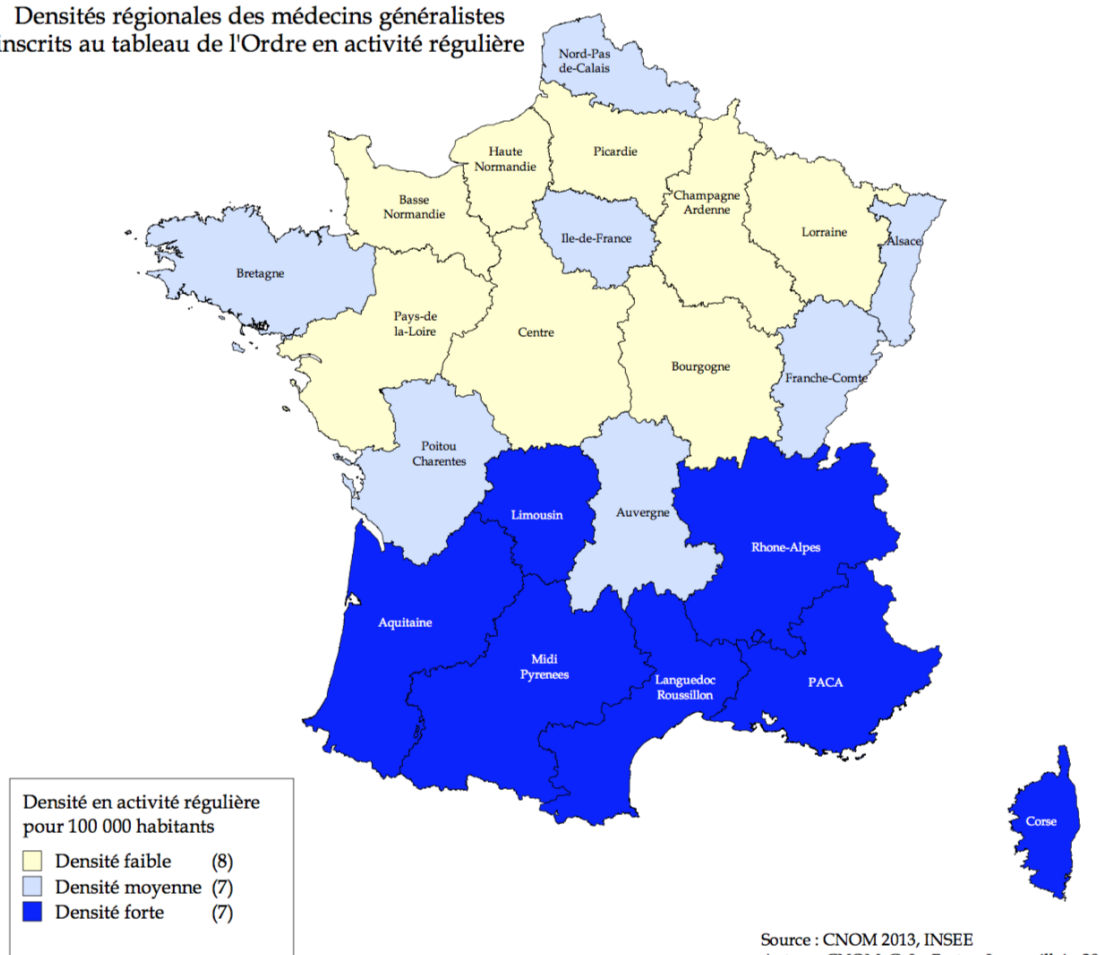 Densités régionales des médecins généralistes
inscrits au tableau de l'Ordre en activité régulière
Nord-Pas
de-Calais
Haute
Normandie
Picardie
Basse
Normandie
Champagne
Ardenne
Ile-de-France
Lorraine
Alsace
Bretagne
Pays-de
la-Loire
Centre
Bourgogne
Franche-Comte
Poitou
Charentes
Limousin
Auvergne
Rhone-Alpes
Aquitaine
Midi
Pyrenees
Languedoc
Roussillon
PACA
Corse
Densité en activité régulière
pour 100 000 habitants
Densité faible (8)
Densité moyenne (7)
Densité forte (7)
Source : CNOM 2013, INSEE